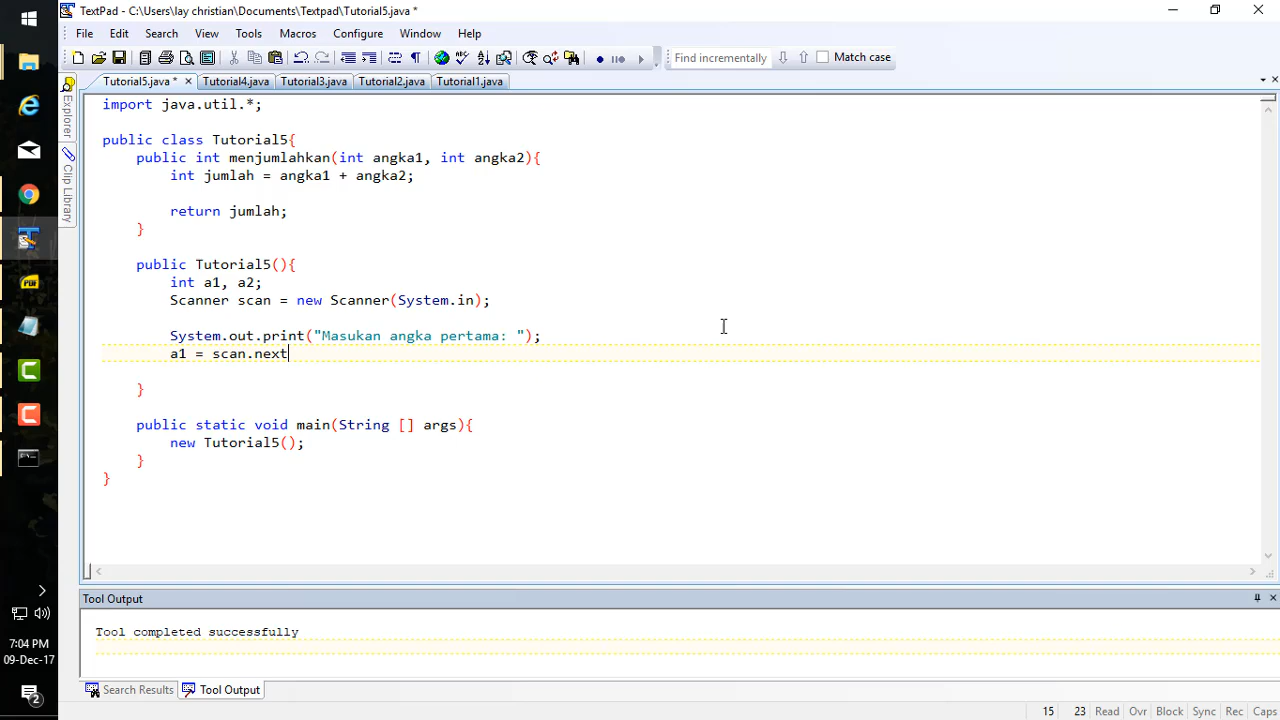 TextPad - C:\Users\lay christian\Documents\Textpad\Tutorial5.java *
File Edit Search View Tools Macros Configure Window Help
Find incrementally Match case
Tutorial5.java * Tutorial4.java Tutorial3.java Tutorial2.java Tutorial1.java
Explorer
Clip Library
import java.util.*;
public class Tutorial5{
public int menjumlahkan(int angka1, int angka2){
int jumlah = angka1 + angka2;
return jumlah;
}
public Tutorial5(){
int a1, a2;
Scanner scan = new Scanner(System.in);
System.out.print("Masukan angka pertama: ");
a1 = scan.next
}
public static void main(String [] args){
new Tutorial5();
}
}
Tool Output
Tool completed successfully
Search Results Tool Output
15 23 Read Ovr Block Sync Rec Caps
7:04 PM
09-Dec-17
2